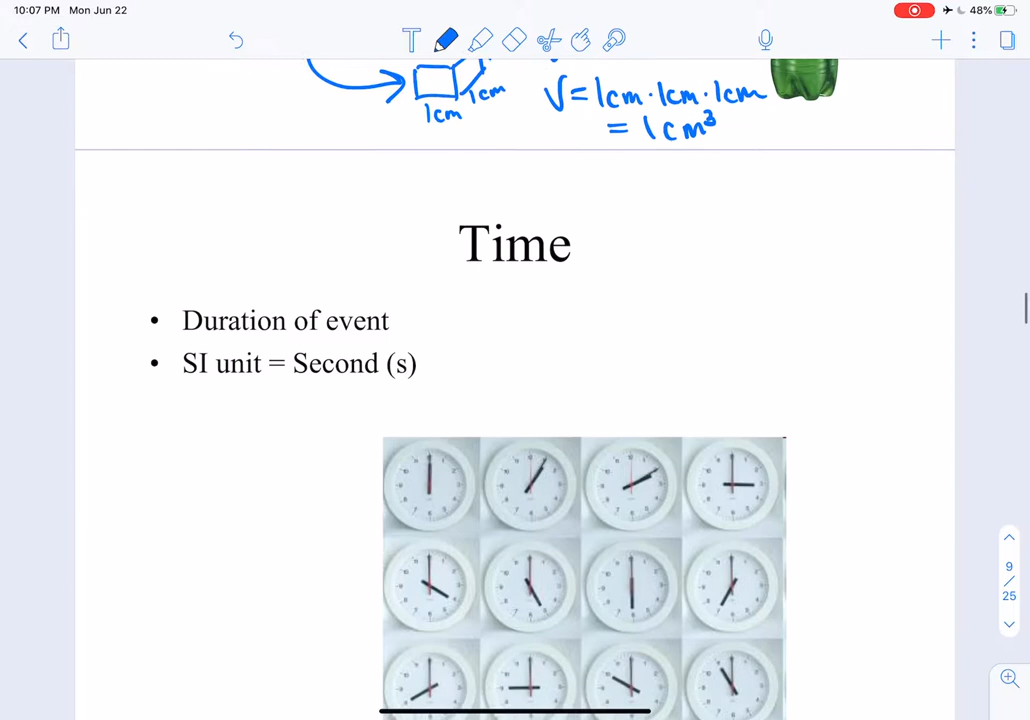 10:07 PM Mon Jun 22
48%
T
1cm
1cm
V = 1cm · 1cm · 1cm
= 1cm³
Time
• Duration of event
• SI unit = Second (s)
9
/
25